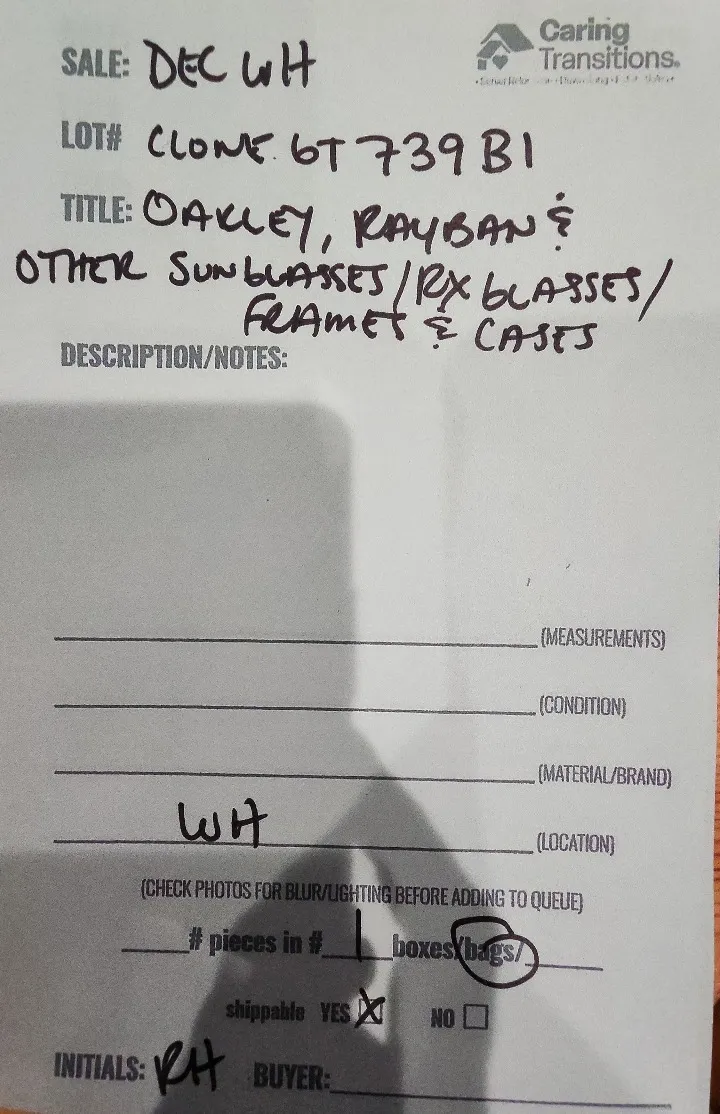 Caring
Transitions.
SALE: DEC WH
LOT# CLONE GT 739 B1
TITLE: OAKLEY, RAYBAN &
OTHER SUNGLASSES/RX GLASSES/
FRAMES & CASES
DESCRIPTION/NOTES:
(MEASUREMENTS)
(CONDITION)
(MATERIAL/BRAND)
WH (LOCATION)
(CHECK PHOTOS FOR BLUR/LIGHTING BEFORE ADDING TO QUEUE)
# pieces in # 1 boxes/bags/
shippable YES X NO
INITIALS: RH BUYER: